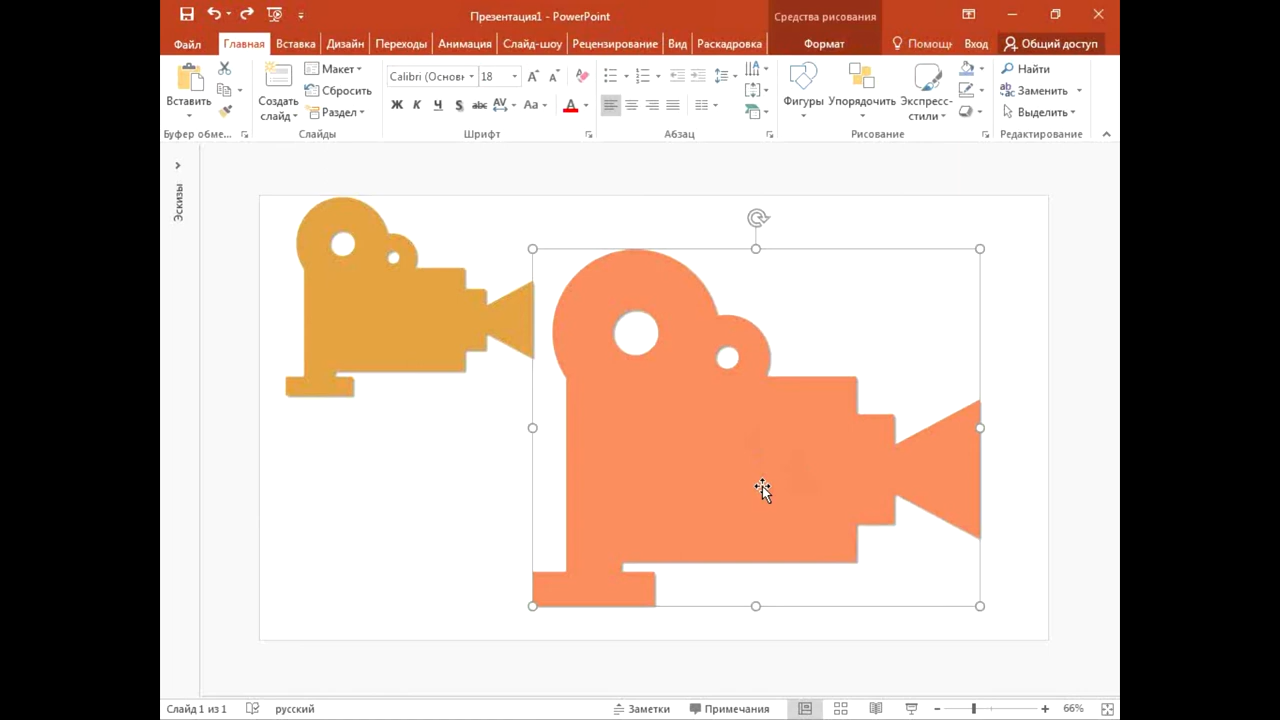 Презентация1 - PowerPoint
Средства рисования
Файл Главная Вставка Дизайн Переходы Анимация Слайд-шоу Рецензирование Вид Раскадровка Формат Помощ Вход Общий доступ
Вставить
Буфер обме...
Создать слайд
Макет
Сбросить
Раздел
Слайды
Calibri (Основ 18
Ж К Ч S abc AV Aa A
Шрифт
Абзац
Фигуры
Упорядочить
Экспресс-стили
Рисование
Найти
Заменить
Выделить
Редактирование
Эскизы
Слайд 1 из 1 русский Заметки Примечания 66%